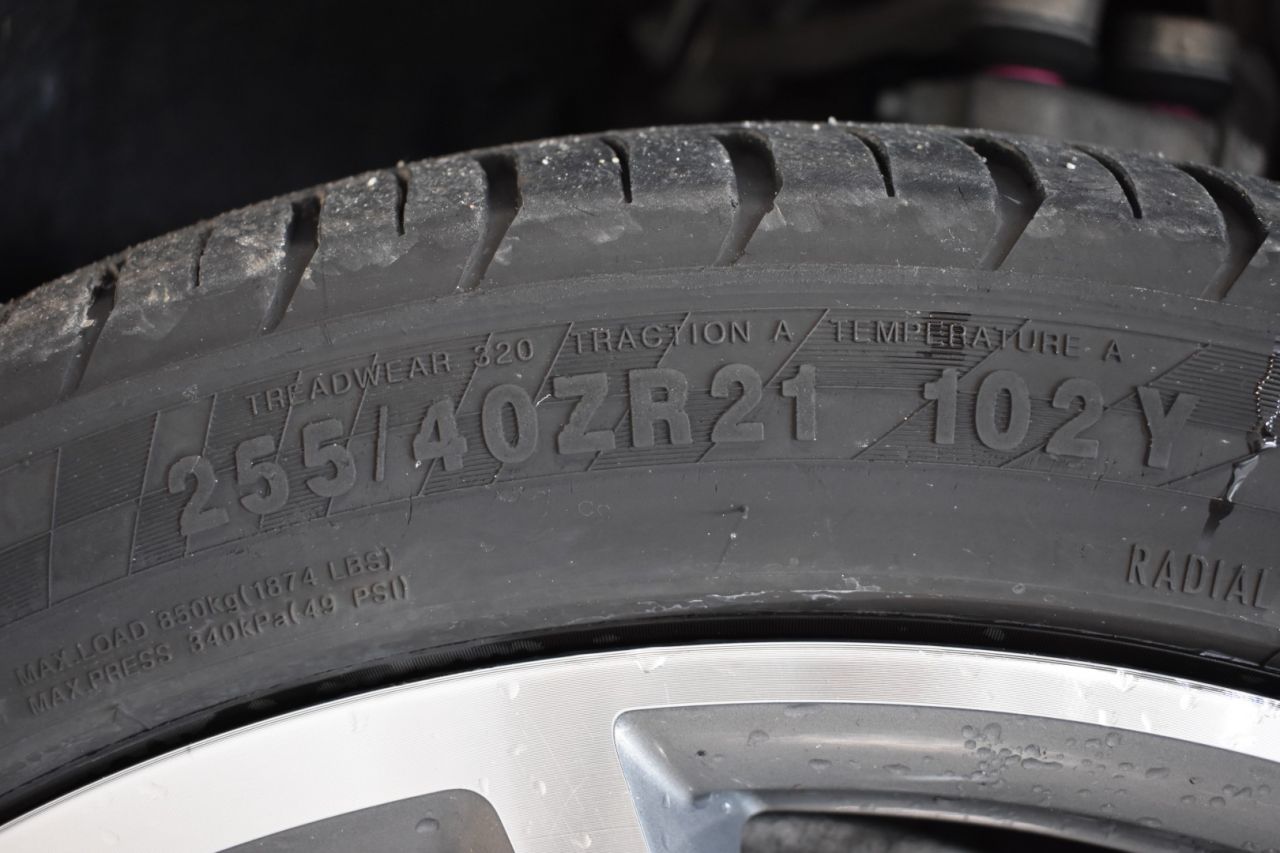 TREADWEAR 320 TRACTION A TEMPERATURE A
255/40ZR21 102Y
RADIAL
MAX.LOAD 850kg(1874 LBS)
MAX.PRESS 340kPa(49 PSI)